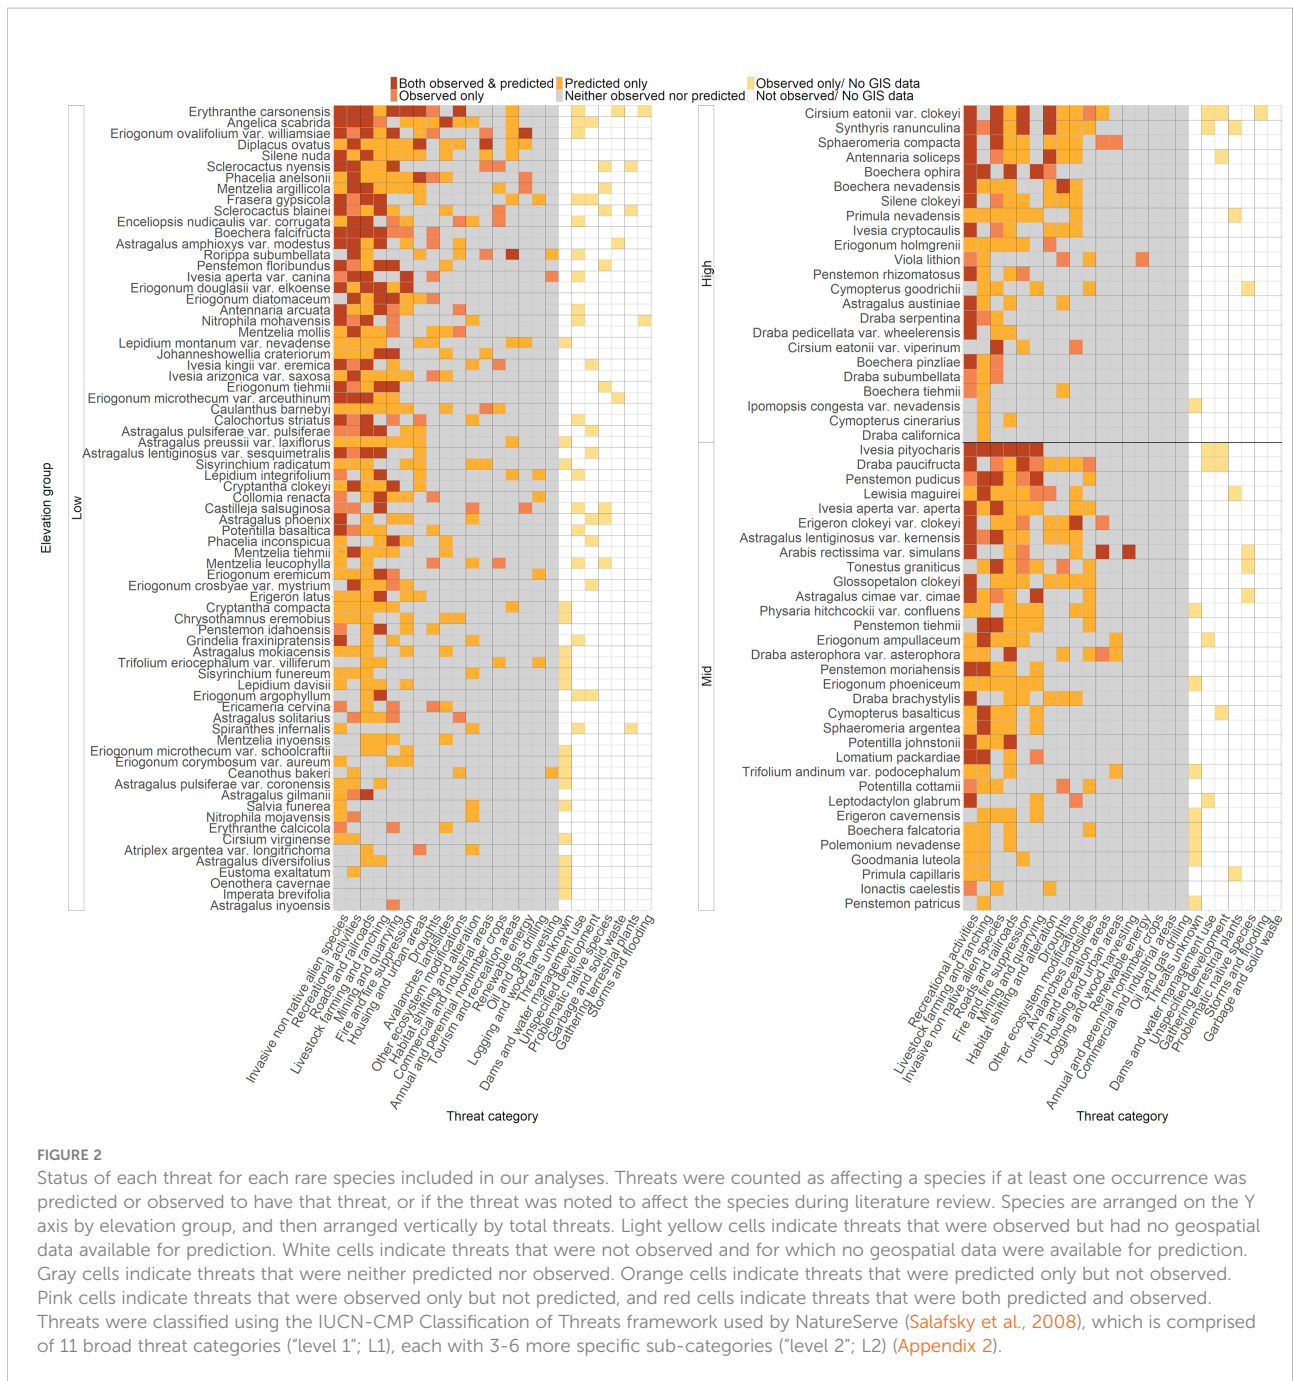 Both observed & predicted
Predicted only
Observed only/ No GIS data
Observed only
Neither observed nor predicted
Not observed/ No GIS data
Elevation group
Low
Erythranthe carsonensis
Angelica scabrida
Eriogonum ovalifolium var. williamsiae
Diplacus ovatus
Silene nuda
Sclerocactus nyensis
Phacelia anelsonii
Mentzelia argillicola
Frasera gypsicola
Sclerocactus blainei
Enceliopsis nudicaulis var. corrugata
Boechera falcifructa
Astragalus amphioxys var. modestus
Rorippa subumbellata
Penstemon floribundus
Ivesia aperta var. canina
Eriogonum douglasii var. elkoense
Eriogonum diatomaceum
Antennaria arcuata
Nitrophila mohavensis
Mentzelia mollis
Lepidium montanum var. nevadense
Johanneshowellia crateriorum
Ivesia kingii var. eremica
Ivesia arizonica var. saxosa
Eriogonum tiehmii
Eriogonum microthecum var. arceuthinum
Caulanthus barnebyi
Calochortus striatus
Astragalus pulsiferae var. pulsiferae
Astragalus preussii var. laxiflorus
Astragalus lentiginosus var. sesquimetralis
Sisyrinchium radicatum
Lepidium integrifolium
Cryptantha clokeyi
Collomia renacta
Castilleja salsuginosa
Astragalus phoenix
Potentilla basaltica
Phacelia inconspicua
Mentzelia tiehmii
Mentzelia leucophylla
Eriogonum eremicum
Eriogonum crosbyae var. mystrium
Erigeron latus
Cryptantha compacta
Chrysothamnus eremobius
Penstemon idahoensis
Grindelia fraxinipratensis
Astragalus mokiacensis
Trifolium eriocephalum var. villiferum
Sisyrinchium funereum
Lepidium davisii
Eriogonum argophyllum
Ericameria cervina
Astragalus solitarius
Spiranthes infernalis
Mentzelia inyoensis
Eriogonum microthecum var. schoolcraftii
Eriogonum corymbosum var. aureum
Ceanothus bakeri
Astragalus pulsiferae var. coronensis
Astragalus gilmanii
Salvia funerea
Nitrophila mojavensis
Erythranthe calcicola
Cirsium virginense
Atriplex argentea var. longitrichoma
Astragalus diversifolius
Eustoma exaltatum
Oenothera cavernae
Imperata brevifolia
Astragalus inyoensis
Invasive non native alien species
Recreational activities
Roads and railroads
Livestock farming and ranching
Mining and quarrying
Fire and fire suppression
Housing and urban areas
Droughts
Avalanches landslides
Other ecosystem modifications
Habitat shifting and alteration
Commercial and industrial areas
Annual and perennial nontimber crops
Tourism and recreation areas
Renewable energy
Oil and gas drilling
Logging and wood harvesting
Threats unknown
Dams and water management use
Unspecified development
Problematic native species
Garbage and solid waste
Gathering terrestrial plants
Storms and flooding
Threat category
High
Cirsium eatonii var. clokeyi
Synthyris ranunculina
Sphaeromeria compacta
Antennaria soliceps
Boechera ophira
Boechera nevadensis
Silene clokeyi
Primula nevadensis
Ivesia cryptocaulis
Eriogonum holmgrenii
Viola lithion
Penstemon rhizomatosus
Cymopterus goodrichii
Astragalus austiniae
Draba serpentina
Draba pedicellata var. wheelerensis
Cirsium eatonii var. viperinum
Boechera pinzliae
Draba subumbellata
Boechera tiehmii
Ipomopsis congesta var. nevadensis
Cymopterus cinerarius
Draba californica
Mid
Ivesia pityocharis
Draba paucifructa
Penstemon pudicus
Lewisia maguirei
Ivesia aperta var. aperta
Erigeron clokeyi var. clokeyi
Astragalus lentiginosus var. kernensis
Arabis rectissima var. simulans
Tonestus graniticus
Glossopetalon clokeyi
Astragalus cimae var. cimae
Physaria hitchcockii var. confluens
Penstemon tiehmii
Eriogonum ampullaceum
Draba asterophora var. asterophora
Penstemon moriahensis
Eriogonum phoeniceum
Draba brachystylis
Cymopterus basalticus
Sphaeromeria argentea
Potentilla johnstonii
Lomatium packardiae
Trifolium andinum var. podocephalum
Potentilla cottamii
Leptodactylon glabrum
Erigeron cavernensis
Boechera falcatoria
Polemonium nevadense
Goodmania luteola
Primula capillaris
Ionactis caelestis
Penstemon patricus
Recreational activities
Livestock farming and ranching
Invasive non native alien species
Roads and railroads
Fire and fire suppression
Mining and quarrying
Habitat shifting and alteration
Droughts
Other ecosystem modifications
Avalanches landslides
Tourism and recreation areas
Housing and urban areas
Logging and wood harvesting
Renewable energy
Annual and perennial nontimber crops
Commercial and industrial areas
Oil and gas drilling
Threats unknown
Dams and water management use
Unspecified development
Gathering terrestrial plants
Problematic native species
Storms and flooding
Garbage and solid waste
Threat category
FIGURE 2
Status of each threat for each rare species included in our analyses. Threats were counted as affecting a species if at least one occurrence was
predicted or observed to have that threat, or if the threat was noted to affect the species during literature review. Species are arranged on the Y
axis by elevation group, and then arranged vertically by total threats. Light yellow cells indicate threats that were observed but had no geospatial
data available for prediction. White cells indicate threats that were not observed and for which no geospatial data were available for prediction.
Gray cells indicate threats that were neither predicted nor observed. Orange cells indicate threats that were predicted only but not observed.
Pink cells indicate threats that were observed only but not predicted, and red cells indicate threats that were both predicted and observed.
Threats were classified using the IUCN-CMP Classification of Threats framework used by NatureServe (Salafsky et al., 2008), which is comprised
of 11 broad threat categories ("level 1"; L1), each with 3-6 more specific sub-categories ("level 2"; L2) (Appendix 2).